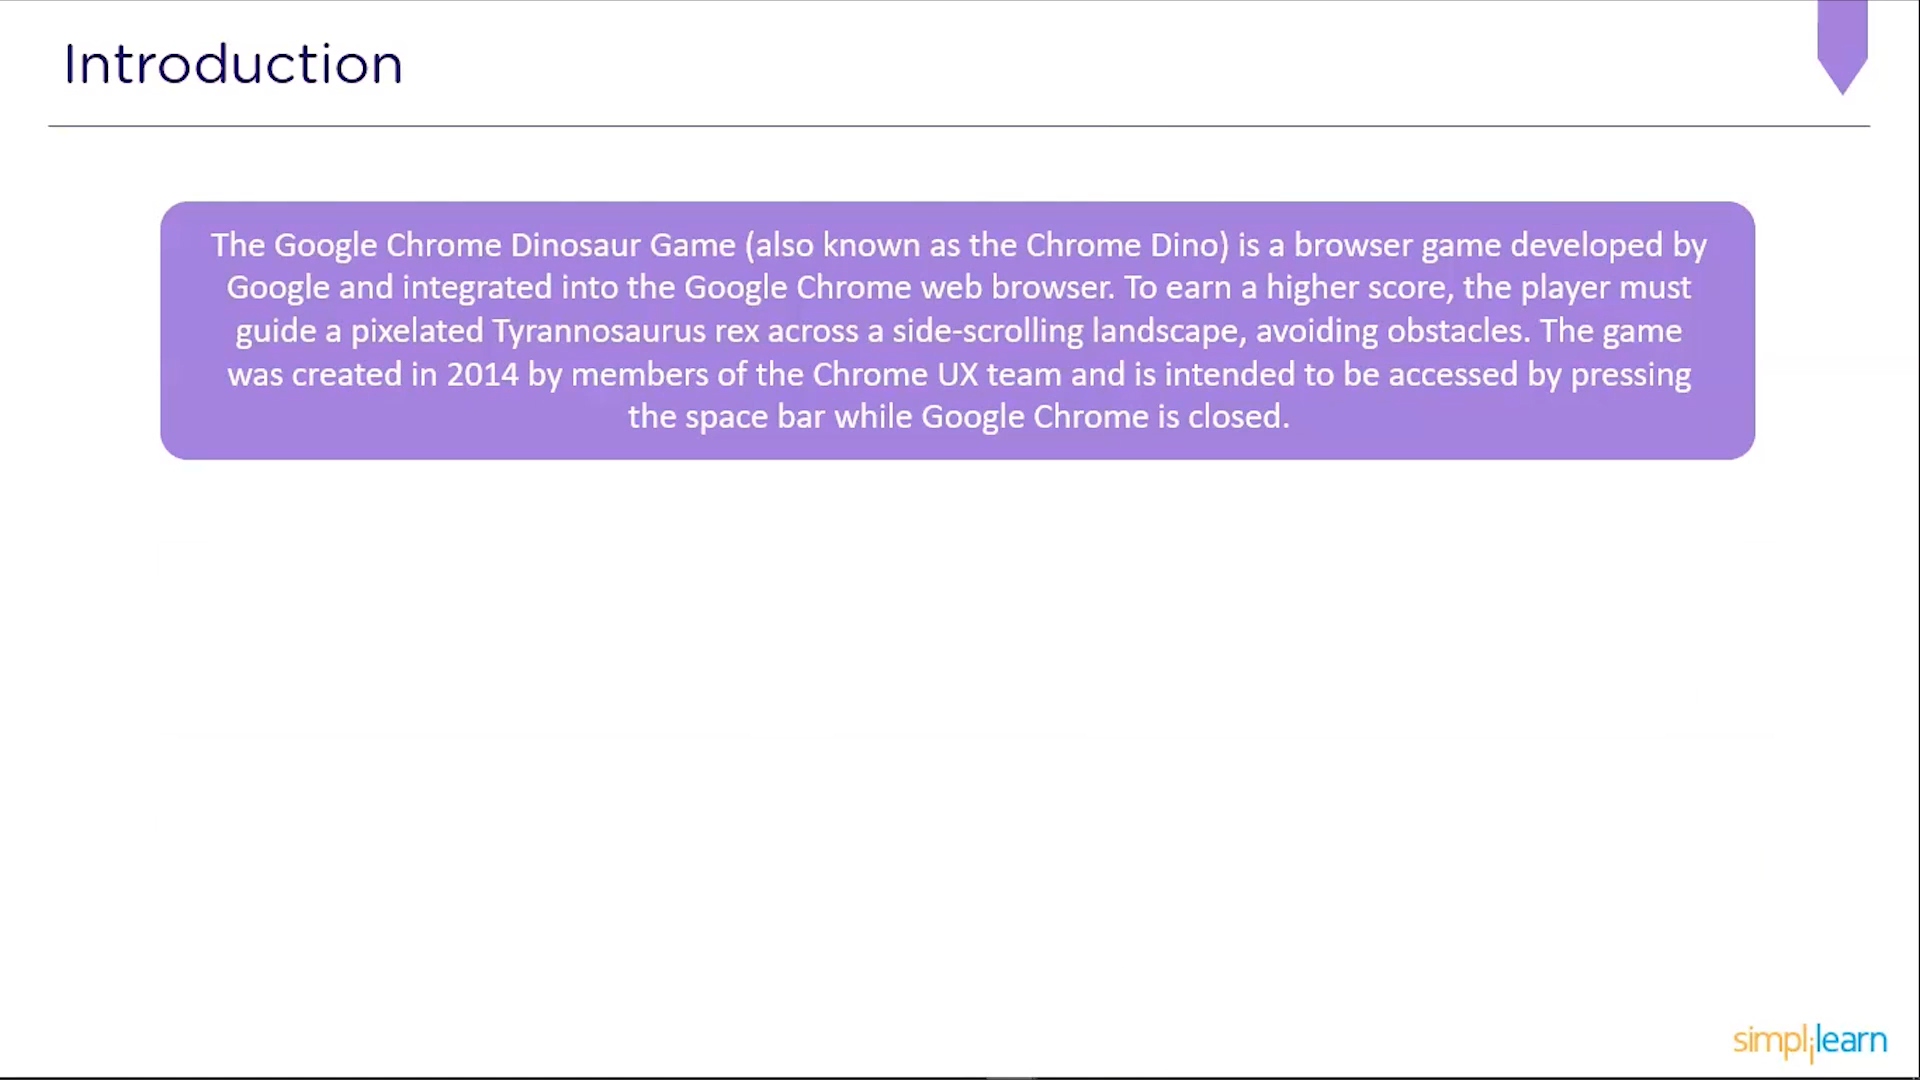 Introduction
The Google Chrome Dinosaur Game (also known as the Chrome Dino) is a browser game developed by
Google and integrated into the Google Chrome web browser. To earn a higher score, the player must
guide a pixelated Tyrannosaurus rex across a side-scrolling landscape, avoiding obstacles. The game
was created in 2014 by members of the Chrome UX team and is intended to be accessed by pressing
the space bar while Google Chrome is closed.
simplilearn